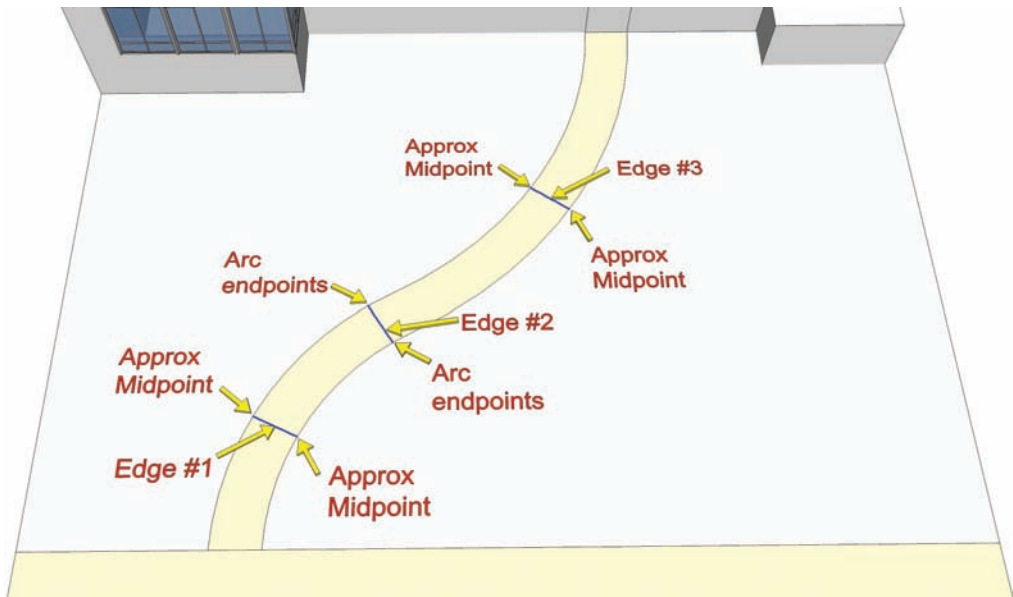 Approx
Midpoint
Edge #3
Approx
Midpoint
Arc
endpoints
Edge #2
Approx
Midpoint
Arc
endpoints
Edge #1
Approx
Midpoint